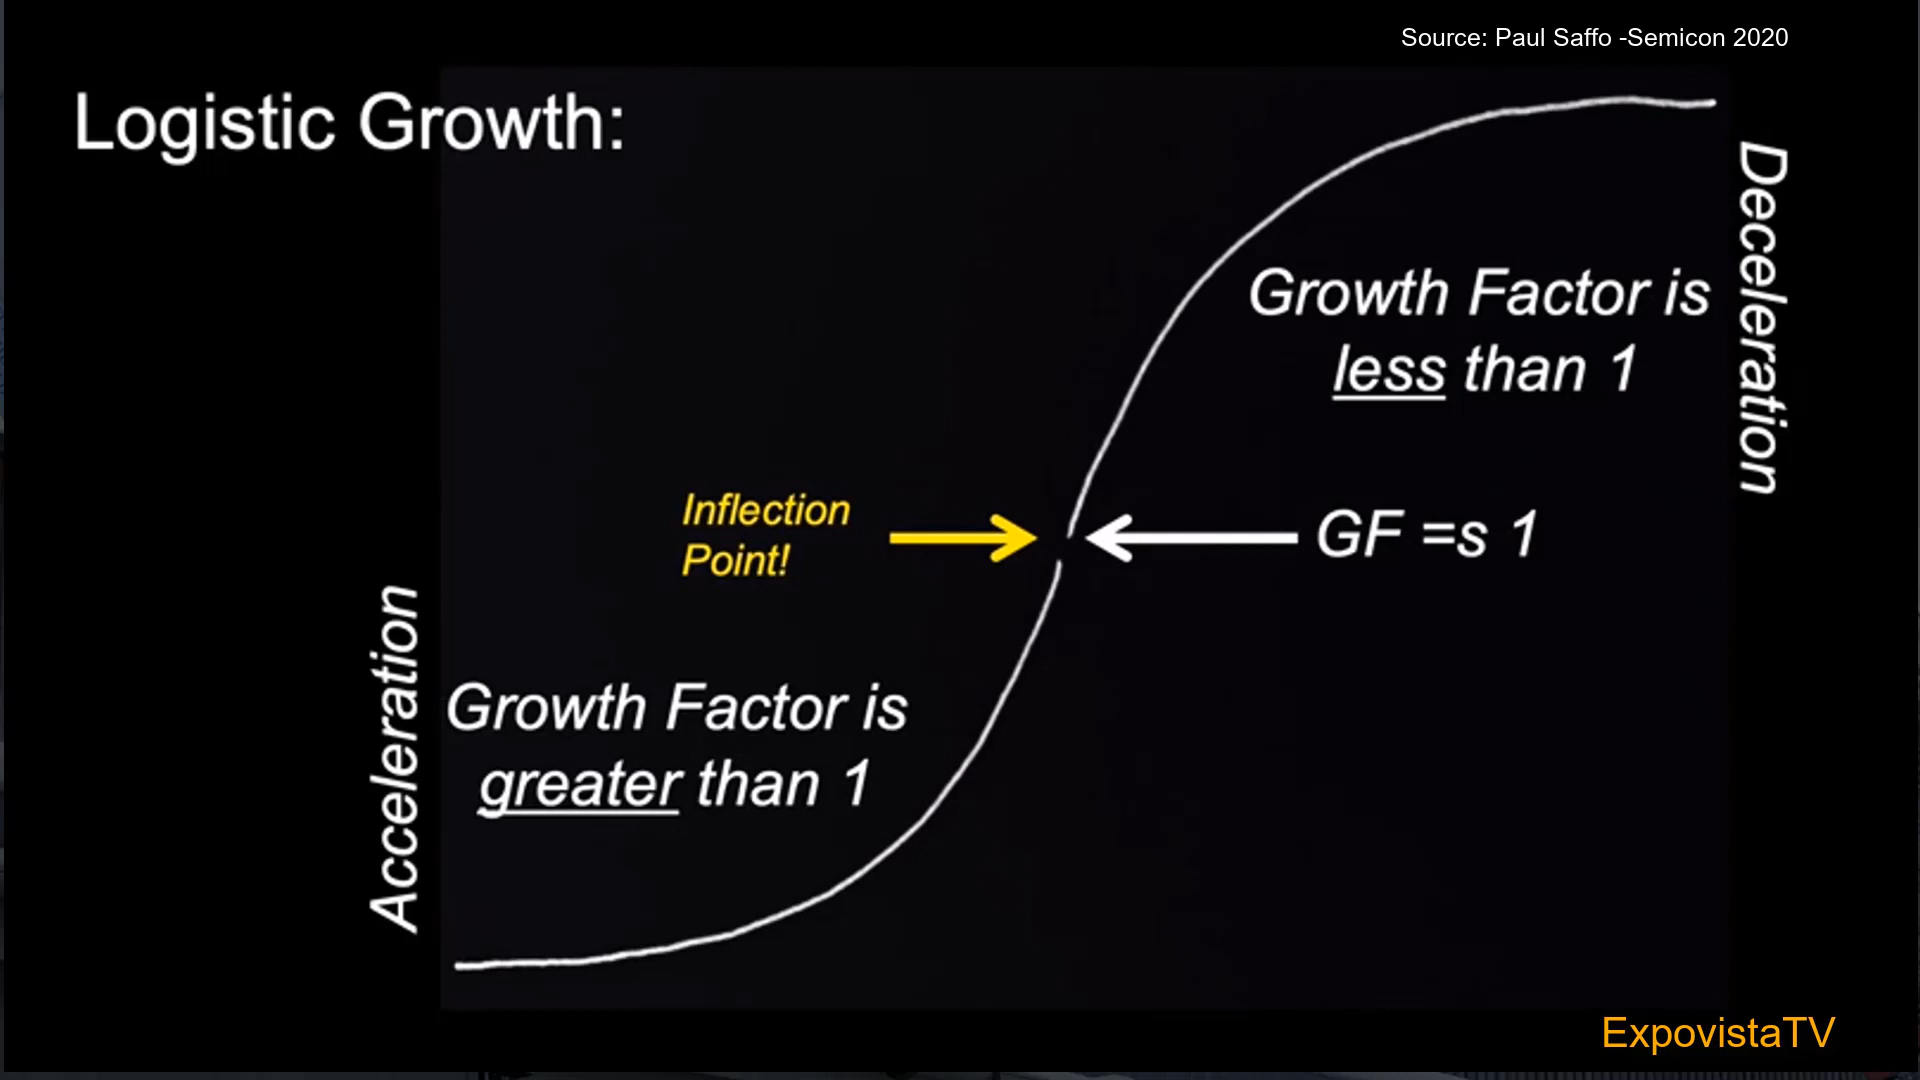 Source: Paul Saffo -Semicon 2020
Logistic Growth:
Deceleration
Growth Factor is
less than 1
Inflection
Point!
GF =s 1
Acceleration
Growth Factor is
greater than 1
ExpovistaTV